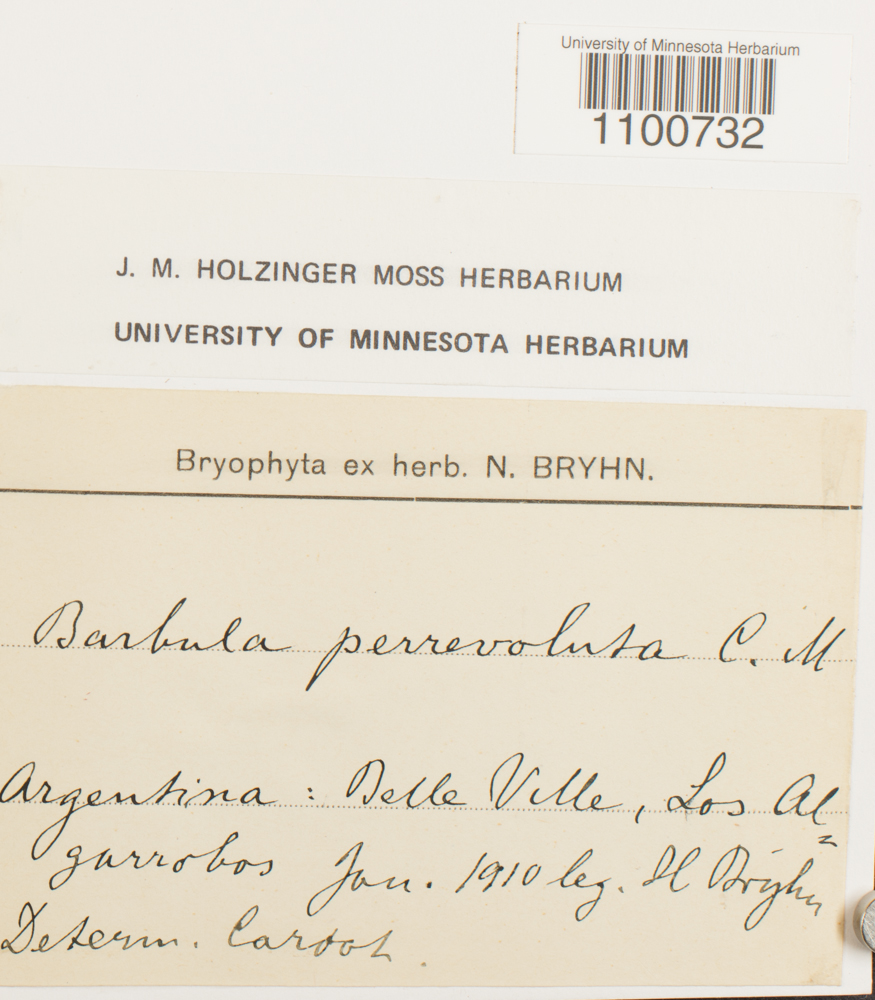 University of Minnesota Herbarium
1100732
J. M. HOLZINGER MOSS HERBARIUM
UNIVERSITY OF MINNESOTA HERBARIUM
Bryophyta ex herb. N. BRYHN.
Barbula perrevoluta C. M
Argentina : Belle Ville, Los Al=
garrobos Jan. 1910 leg. H Bryhn
Determ. Cardot.